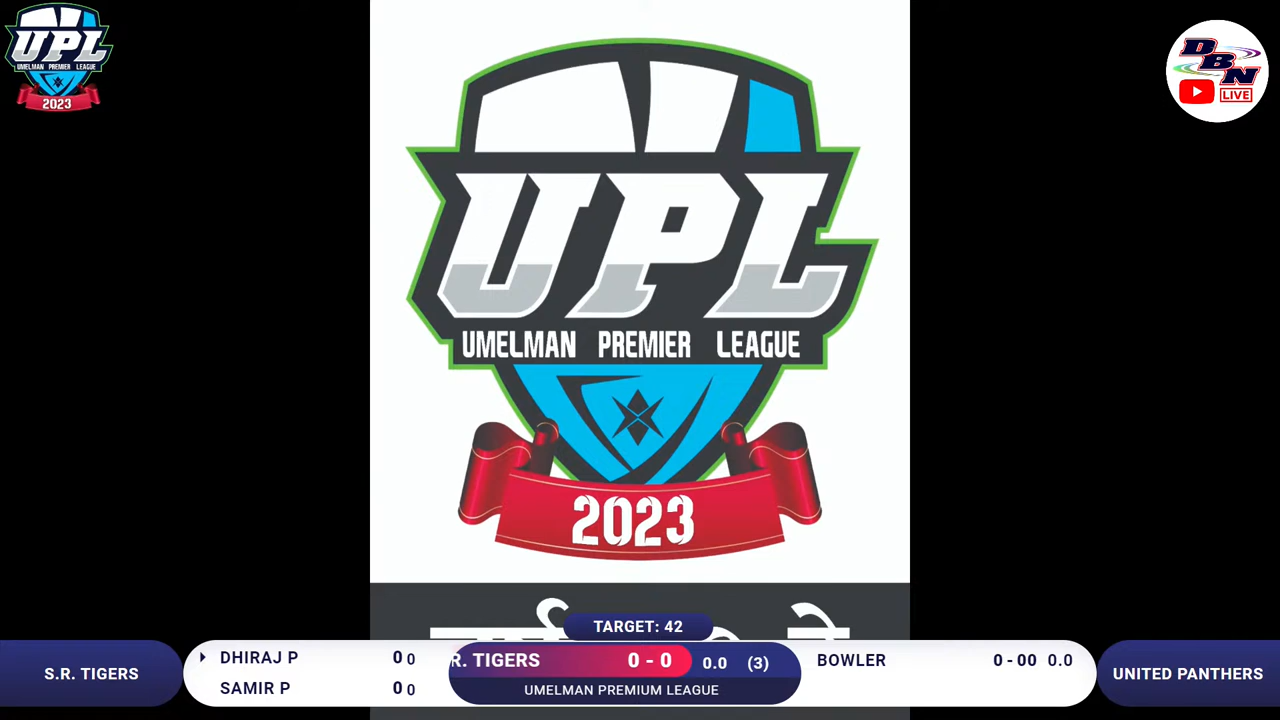 UPL
UMELMAN PREMIER LEAGUE
2023
DBN
LIVE
UPL
UMELMAN PREMIER LEAGUE
2023
TARGET: 42
S.R. TIGERS
DHIRAJ P 0 0
SAMIR P 0 0
R. TIGERS 0 - 0 0.0 (3)
UMELMAN PREMIUM LEAGUE
BOWLER 0 - 00 0.0
UNITED PANTHERS